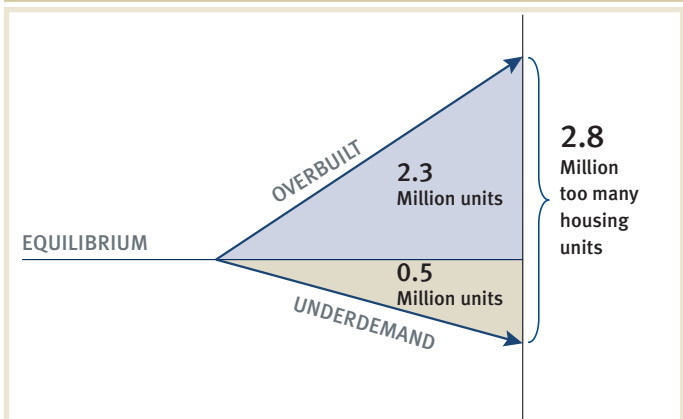 OVERBUILT
2.3
Million units
2.8
Million
too many
housing
units
EQUILIBRIUM
0.5
Million units
UNDERDEMAND